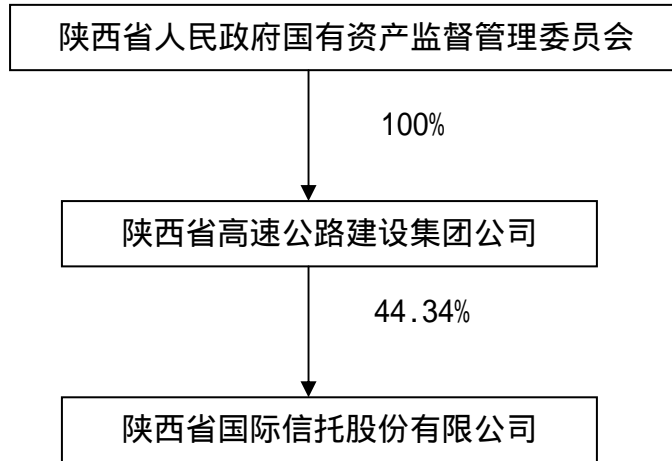 陕西省人民政府国有资产监督管理委员会
100%
陕西省高速公路建设集团公司
44.34%
陕西省国际信托股份有限公司